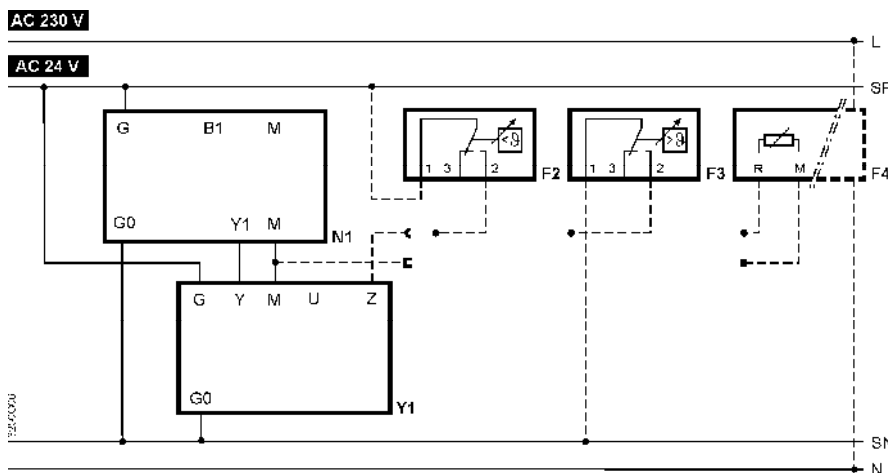 AC 230 V
L
AC 24 V
SP
G B1 M
G0 Y1 M
N1
<ϑ
1 3 2
F2
>ϑ
1 3 2
F3
R M
F4
G Y M U Z
G0
Y1
SN
N